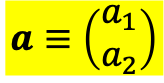 a ≡ (a₁
a₂)